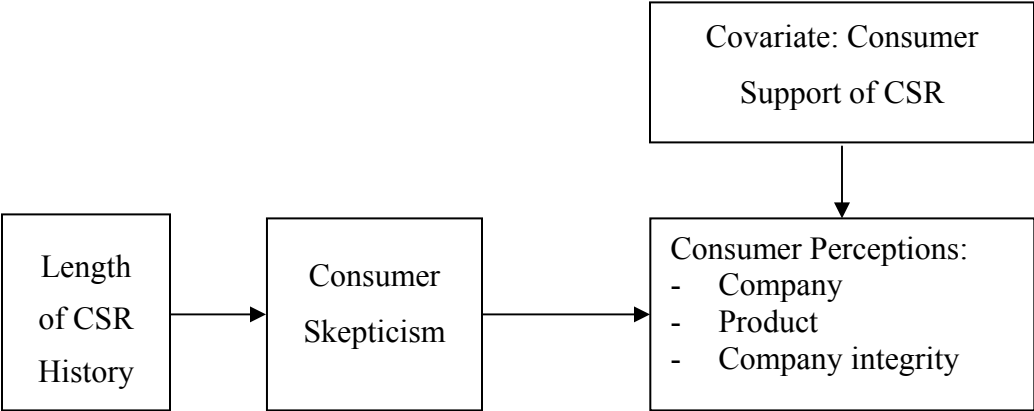 Covariate: Consumer
Support of CSR
Length
of CSR
History
Consumer
Skepticism
Consumer Perceptions:
- Company
- Product
- Company integrity